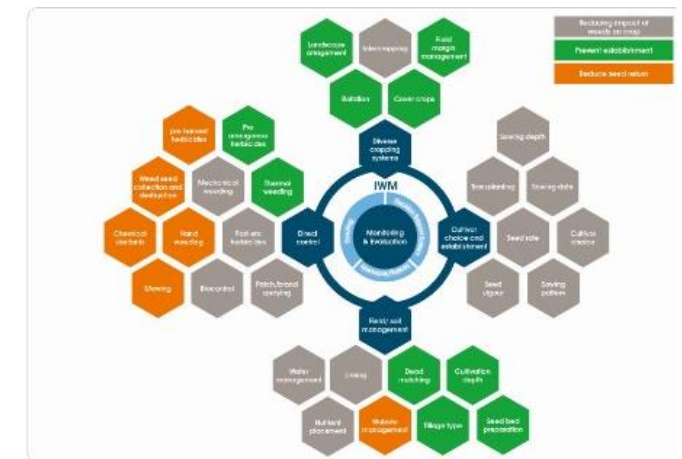 Reducing impact of
weeds on crop
Prevent establishment
Reduce seed return
Landscape
management
Intercropping
Field
margin
management
Rotation
Cover crops
Diverse
cropping
systems
Pre harvest
herbicides
Pre
emergence
herbicides
Weed seed
collection and
destruction
Mechanical
weeding
Thermal
weeding
Chemical
Hand
weeding
Post em
herbicides
Direct
control
Mowing
Biocontrol
Patch/band
spraying
IWM
Monitoring
& Evaluation
Cultivar
choice and
establishment
Sowing depth
Transplanting
Sowing date
Seed rate
Cultivar
choice
Seed
vigour
Sowing
pattern
Field/ soil
management
Water
management
Liming
Dead
mulching
Cultivation
depth
Nutrient
placement
management
Tillage type
Seed bed
preparation